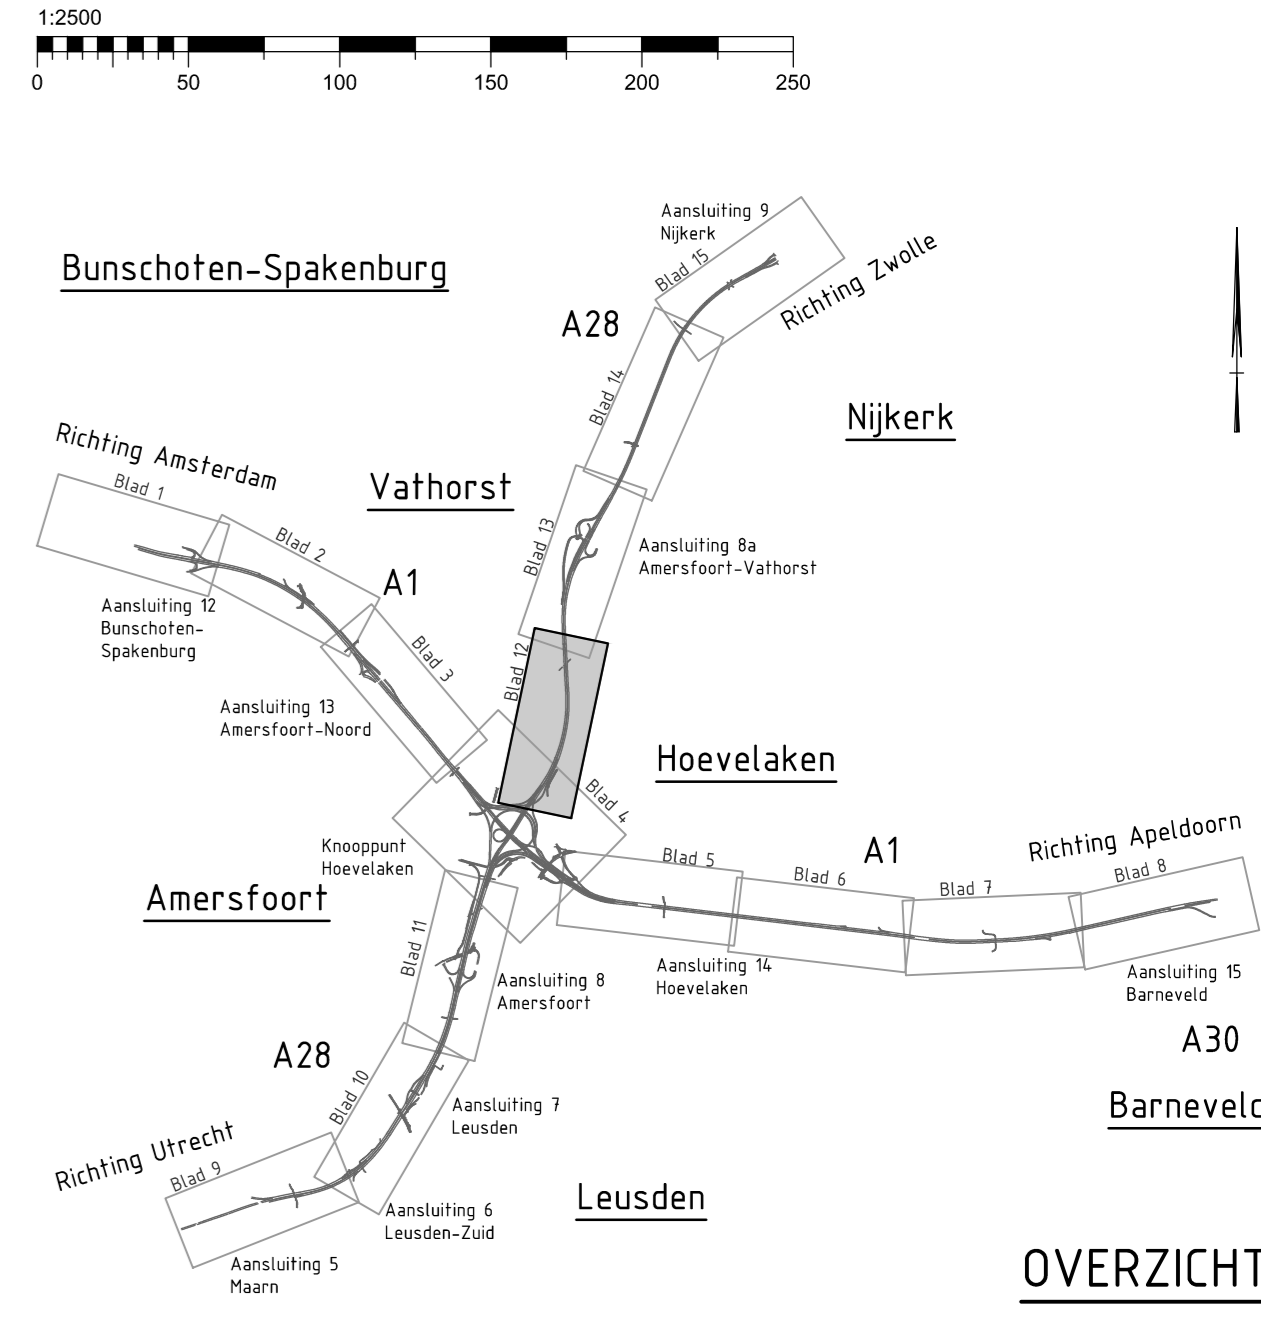 1:2500
0 50 100 150 200 250
Aansluiting 9
Nijkerk
Blad 15
Richting Zwolle
Bunschoten-Spakenburg
A28
Blad 14
Nijkerk
Richting Amsterdam
Blad 1
Vathorst
Blad 2
Blad 13
Aansluiting 8a
Amersfoort-Vathorst
A1
Aansluiting 12
Bunschoten-
Spakenburg
Blad 3
Blad 12
Aansluiting 13
Amersfoort-Noord
Hoevelaken
Blad 4
Knooppunt
Hoevelaken
Blad 5
A1
Richting Apeldoorn
Blad 6
Blad 7
Blad 8
Amersfoort
Blad 11
Aansluiting 8
Amersfoort
Aansluiting 14
Hoevelaken
Aansluiting 15
Barneveld
A30
A28
Blad 10
Aansluiting 7
Leusden
Barneveld
Richting Utrecht
Blad 9
Leusden
Aansluiting 6
Leusden-Zuid
Aansluiting 5
Maarn
OVERZICHT